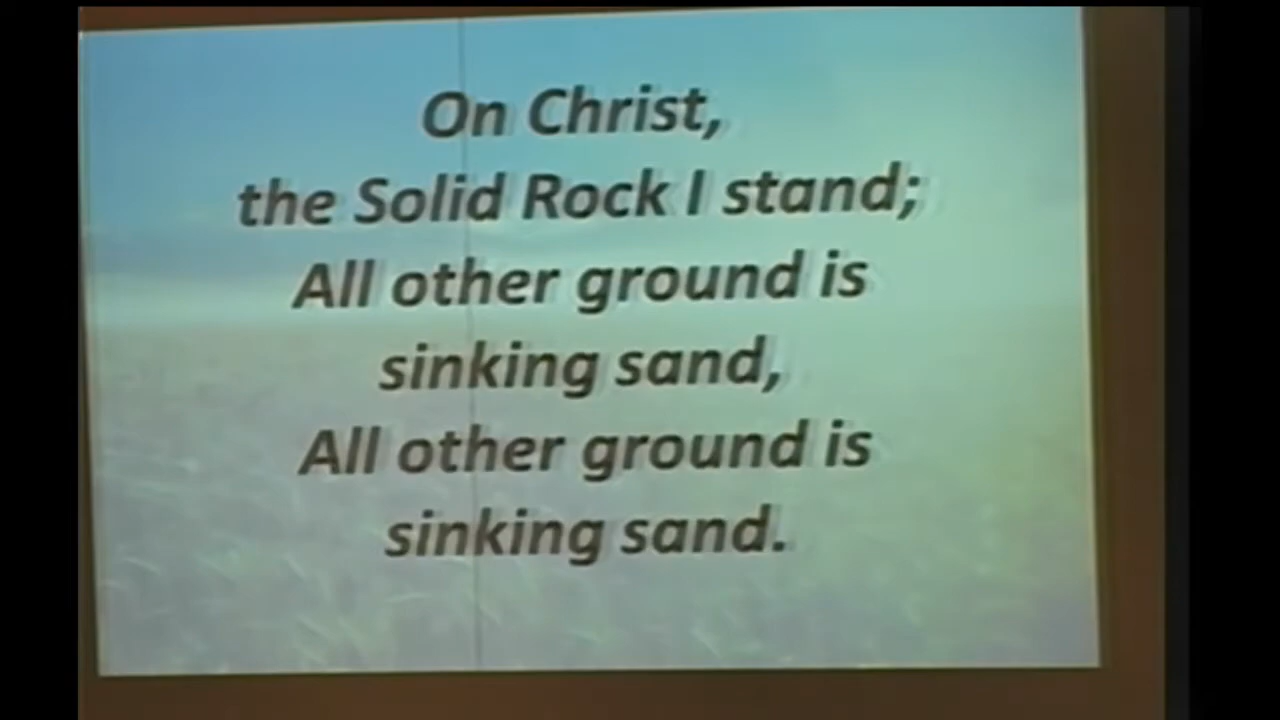 On Christ,
the Solid Rock I stand;
All other ground is
sinking sand,
All other ground is
sinking sand.